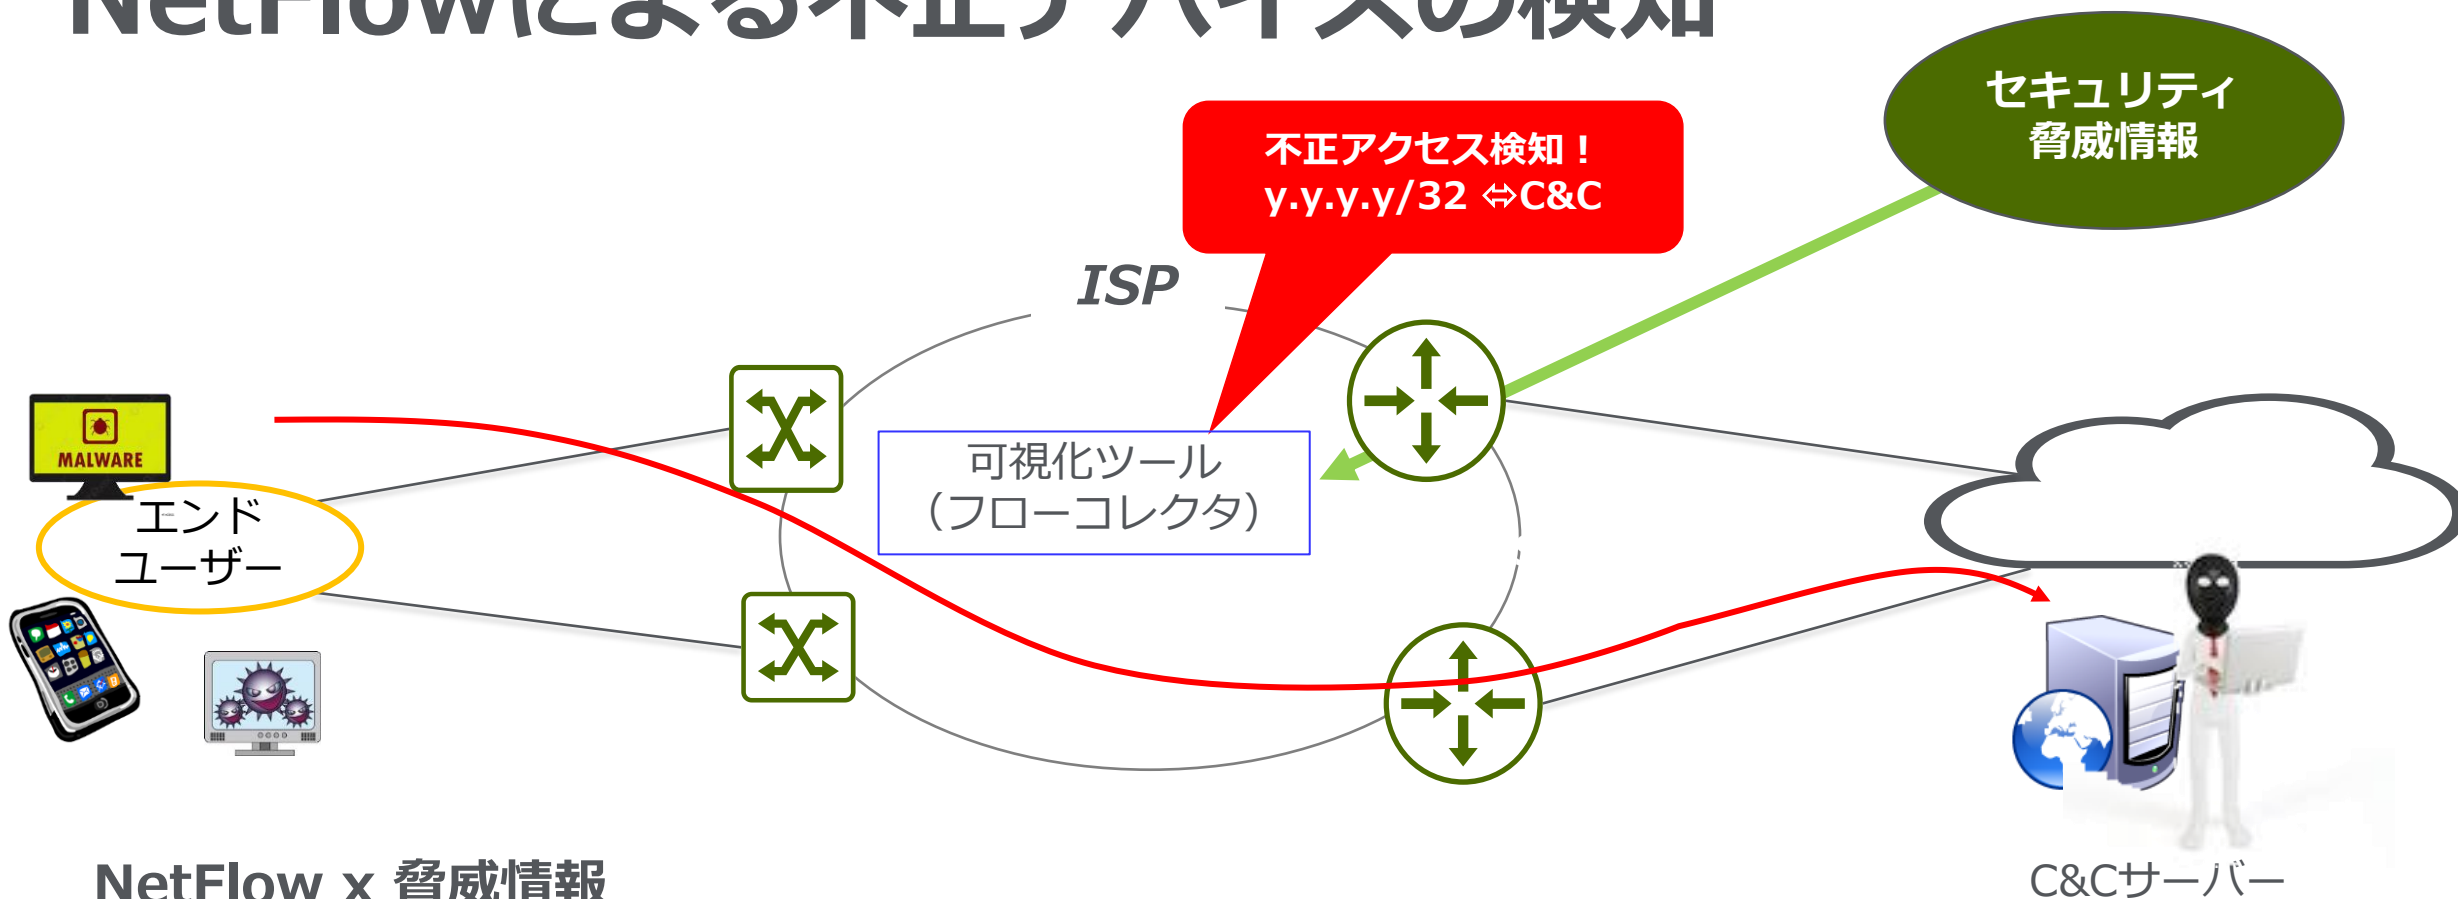 NetFlowによる不正デバイスの検知
セキュリティ
脅威情報
不正アクセス検知！
y.y.y.y/32 ⇔C&C
ISP
MALWARE
可視化ツール
（フローコレクタ）
エンド
ユーザー
C&Cサーバー
NetFlow x 脅威情報